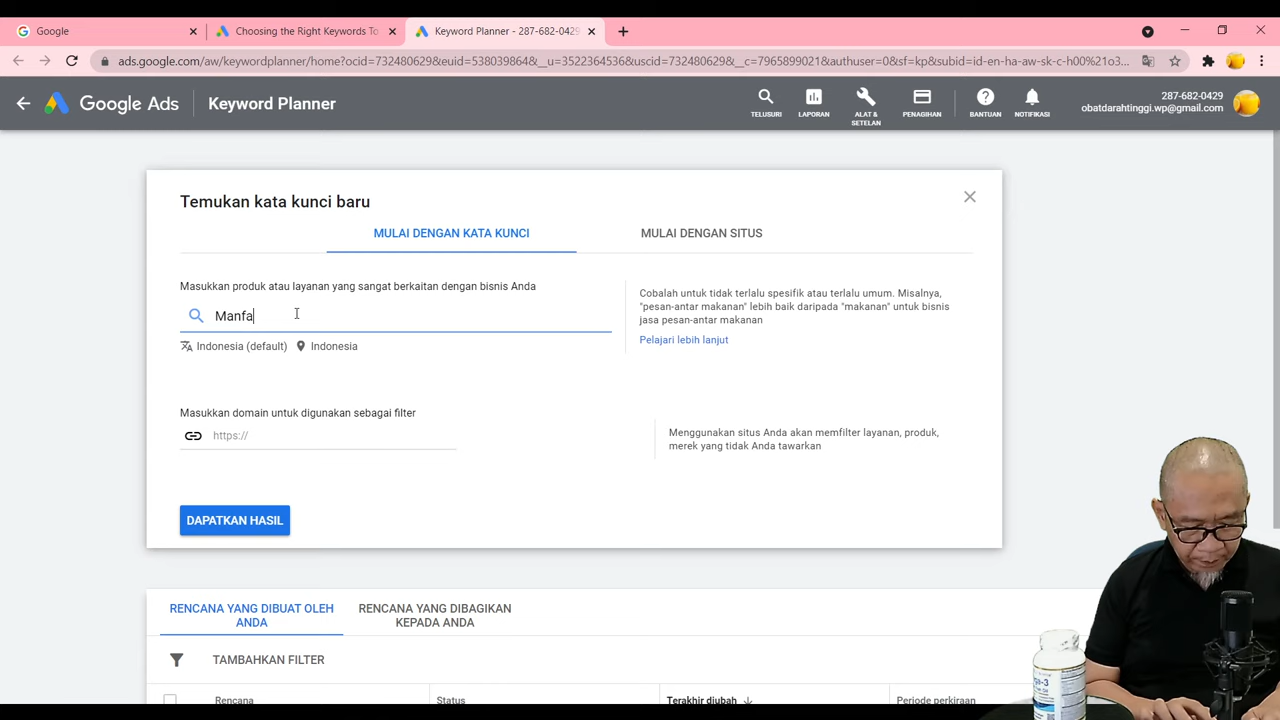 Google
Choosing the Right Keywords To
Keyword Planner - 287-682-0429
ads.google.com/aw/keywordplanner/home?ocid=732480629&euid=538039864&__u=3522364536&uscid=732480629&__c=7965899021&authuser=0&sf=kp&subid=id-en-ha-aw-sk-c-h00%21o3...
Google Ads
Keyword Planner
TELUSURI
LAPORAN
ALAT &
SETELAN
PENAGIHAN
BANTUAN
NOTIFIKASI
287-682-0429
obatdarahtinggi.wp@gmail.com
Temukan kata kunci baru
MULAI DENGAN KATA KUNCI
MULAI DENGAN SITUS
Masukkan produk atau layanan yang sangat berkaitan dengan bisnis Anda
Manfa
Indonesia (default)
Indonesia
Cobalah untuk tidak terlalu spesifik atau terlalu umum. Misalnya,
"pesan-antar makanan" lebih baik daripada "makanan" untuk bisnis
jasa pesan-antar makanan
Pelajari lebih lanjut
Masukkan domain untuk digunakan sebagai filter
https://
Menggunakan situs Anda akan memfilter layanan, produk,
merek yang tidak Anda tawarkan
DAPATKAN HASIL
RENCANA YANG DIBUAT OLEH
ANDA
RENCANA YANG DIBAGIKAN
KEPADA ANDA
TAMBAHKAN FILTER
Rencana
Status
Terakhir diubah
Periode perkiraan